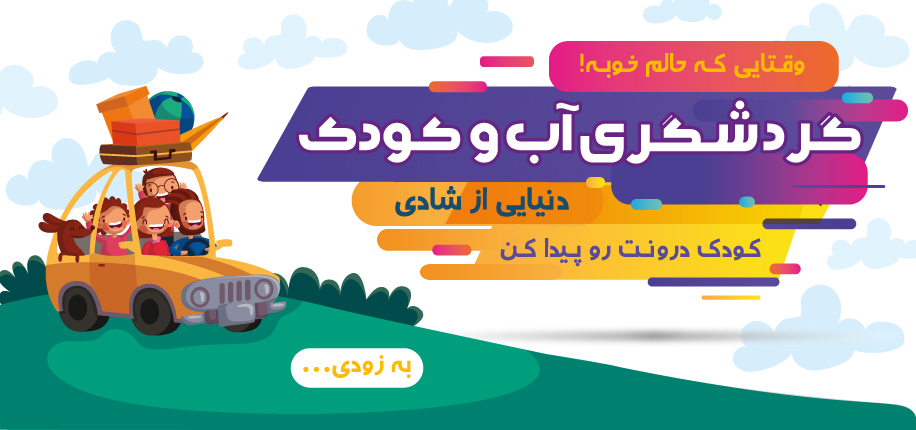 وقتایی که حالم خوبه!
گردشگری آب و کودک
دنیایی از شادی
کودک درونت رو پیدا کن
به زودی...